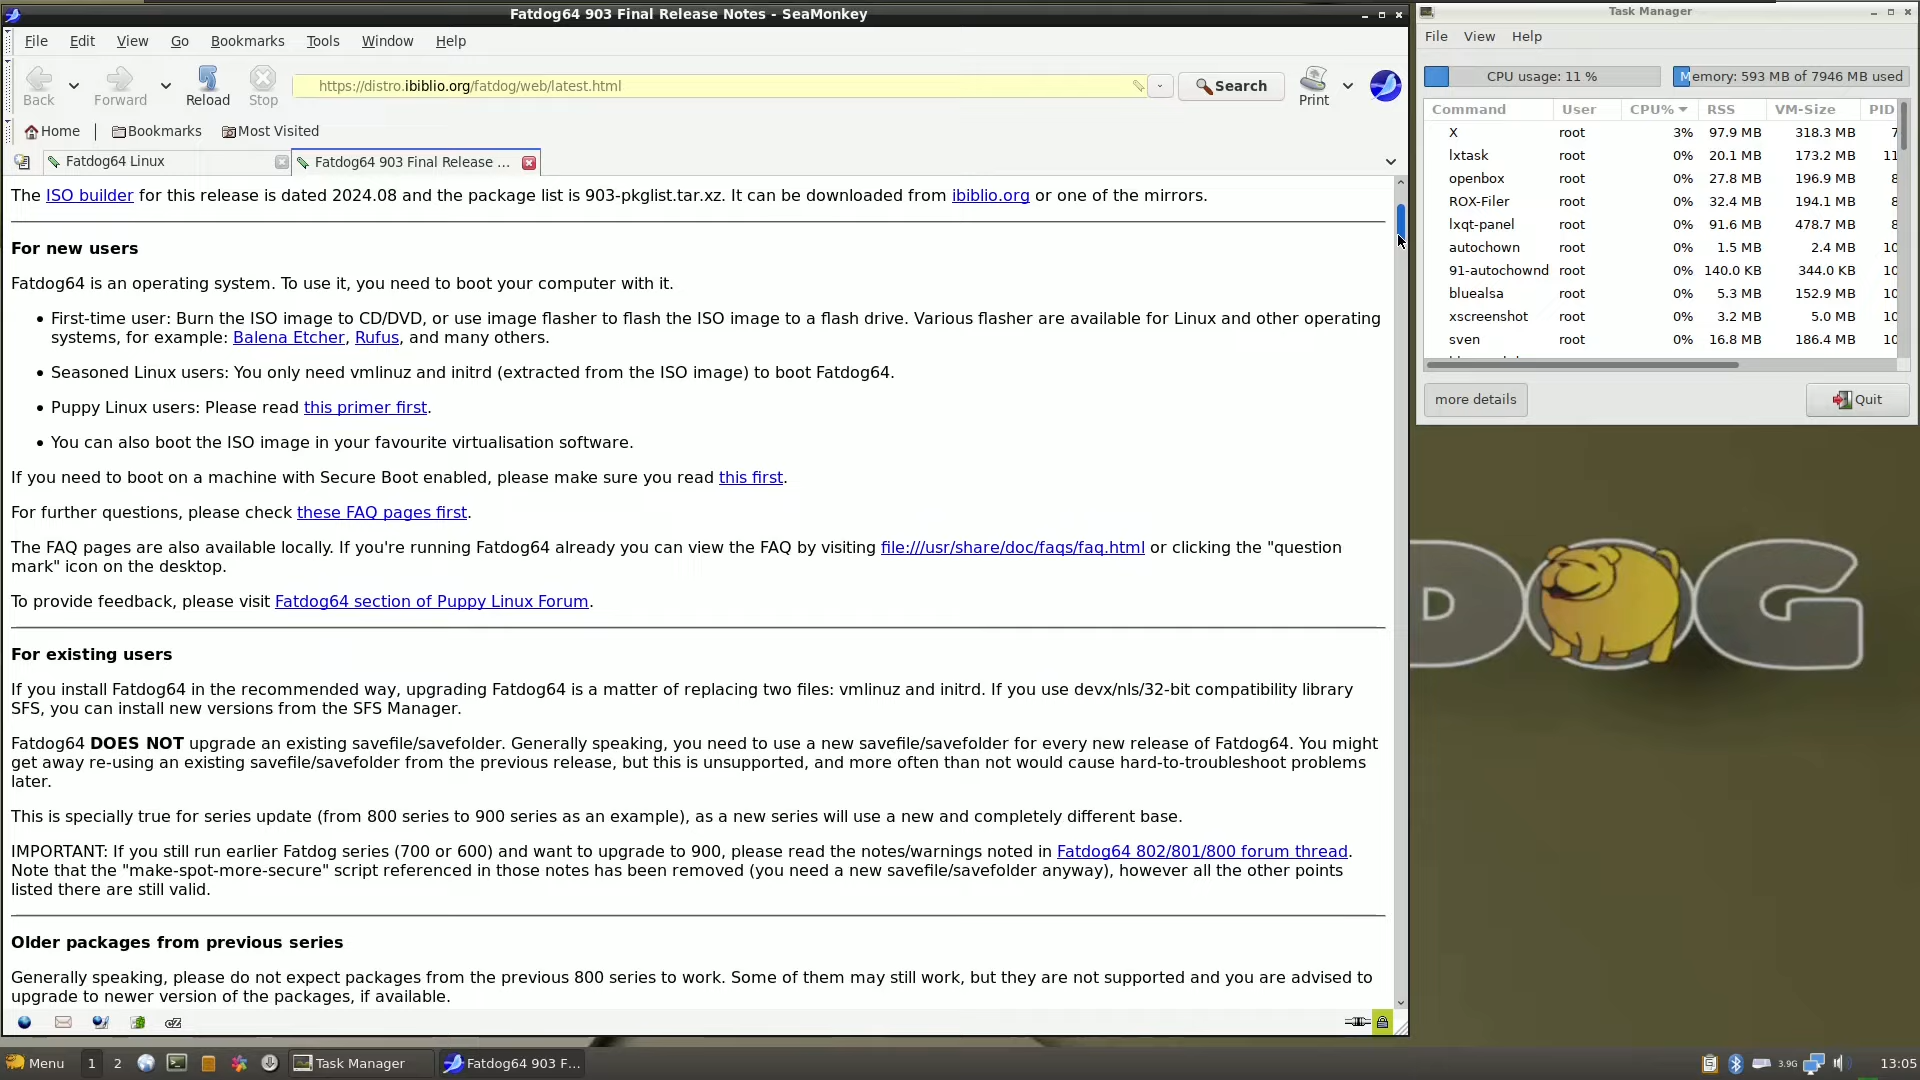 Fatdog64 903 Final Release Notes - SeaMonkey
File Edit View Go Bookmarks Tools Window Help
Back Forward Reload Stop
https://distro.ibiblio.org/fatdog/web/latest.html
Search
Print
Home Bookmarks Most Visited
Fatdog64 Linux
Fatdog64 903 Final Release ...
The ISO builder for this release is dated 2024.08 and the package list is 903-pkglist.tar.xz. It can be downloaded from ibiblio.org or one of the mirrors.
For new users
Fatdog64 is an operating system. To use it, you need to boot your computer with it.
• First-time user: Burn the ISO image to CD/DVD, or use image flasher to flash the ISO image to a flash drive. Various flasher are available for Linux and other operating
systems, for example: Balena Etcher, Rufus, and many others.
• Seasoned Linux users: You only need vmlinuz and initrd (extracted from the ISO image) to boot Fatdog64.
• Puppy Linux users: Please read this primer first.
• You can also boot the ISO image in your favourite virtualisation software.
If you need to boot on a machine with Secure Boot enabled, please make sure you read this first.
For further questions, please check these FAQ pages first.
The FAQ pages are also available locally. If you're running Fatdog64 already you can view the FAQ by visiting file:///usr/share/doc/faqs/faq.html or clicking the "question
mark" icon on the desktop.
To provide feedback, please visit Fatdog64 section of Puppy Linux Forum.
For existing users
If you install Fatdog64 in the recommended way, upgrading Fatdog64 is a matter of replacing two files: vmlinuz and initrd. If you use devx/nls/32-bit compatibility library
SFS, you can install new versions from the SFS Manager.
Fatdog64 DOES NOT upgrade an existing savefile/savefolder. Generally speaking, you need to use a new savefile/savefolder for every new release of Fatdog64. You might
get away re-using an existing savefile/savefolder from the previous release, but this is unsupported, and more often than not would cause hard-to-troubleshoot problems
later.
This is specially true for series update (from 800 series to 900 series as an example), as a new series will use a new and completely different base.
IMPORTANT: If you still run earlier Fatdog series (700 or 600) and want to upgrade to 900, please read the notes/warnings noted in Fatdog64 802/801/800 forum thread.
Note that the "make-spot-more-secure" script referenced in those notes has been removed (you need a new savefile/savefolder anyway), however all the other points
listed there are still valid.
Older packages from previous series
Generally speaking, please do not expect packages from the previous 800 series to work. Some of them may still work, but they are not supported and you are advised to
upgrade to newer version of the packages, if available.
Task Manager
File View Help
CPU usage: 11 %
Memory: 593 MB of 7946 MB used
Command User CPU% RSS VM-Size PID
X root 3% 97.9 MB 318.3 MB 7
lxtask root 0% 20.1 MB 173.2 MB 11
openbox root 0% 27.8 MB 196.9 MB 8
ROX-Filer root 0% 32.4 MB 194.1 MB 8
lxqt-panel root 0% 91.6 MB 478.7 MB 8
autochown root 0% 1.5 MB 2.4 MB 10
91-autochownd root 0% 140.0 KB 344.0 KB 10
bluealsa root 0% 5.3 MB 152.9 MB 10
xscreenshot root 0% 3.2 MB 5.0 MB 10
sven root 0% 16.8 MB 186.4 MB 10
more details
Quit
DOG
Menu 1 2 Task Manager Fatdog64 903 F... 3.9G 13:05